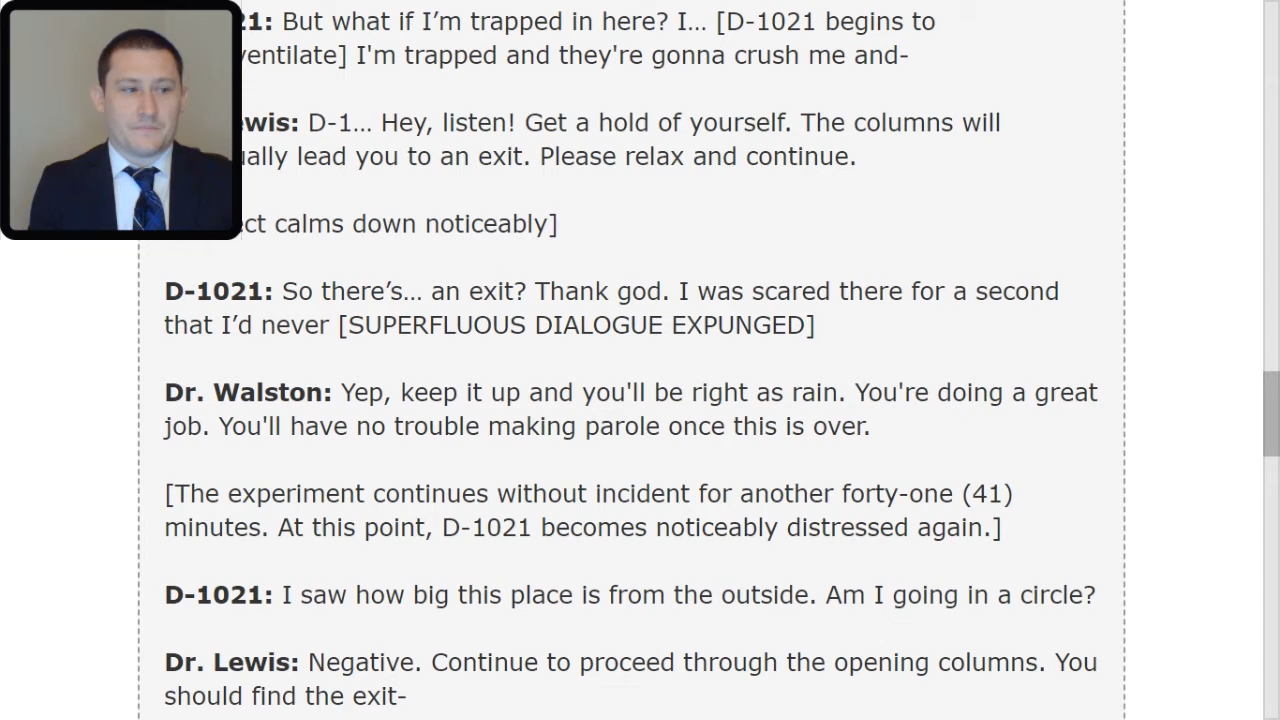 21: But what if I’m trapped in here? I… [D-1021 begins to
ventilate] I'm trapped and they're gonna crush me and-
wis: D-1… Hey, listen! Get a hold of yourself. The columns will
ually lead you to an exit. Please relax and continue.
ect calms down noticeably]
D-1021: So there’s… an exit? Thank god. I was scared there for a second
that I’d never [SUPERFLUOUS DIALOGUE EXPUNGED]
Dr. Walston: Yep, keep it up and you'll be right as rain. You're doing a great
job. You'll have no trouble making parole once this is over.
[The experiment continues without incident for another forty-one (41)
minutes. At this point, D-1021 becomes noticeably distressed again.]
D-1021: I saw how big this place is from the outside. Am I going in a circle?
Dr. Lewis: Negative. Continue to proceed through the opening columns. You
should find the exit-